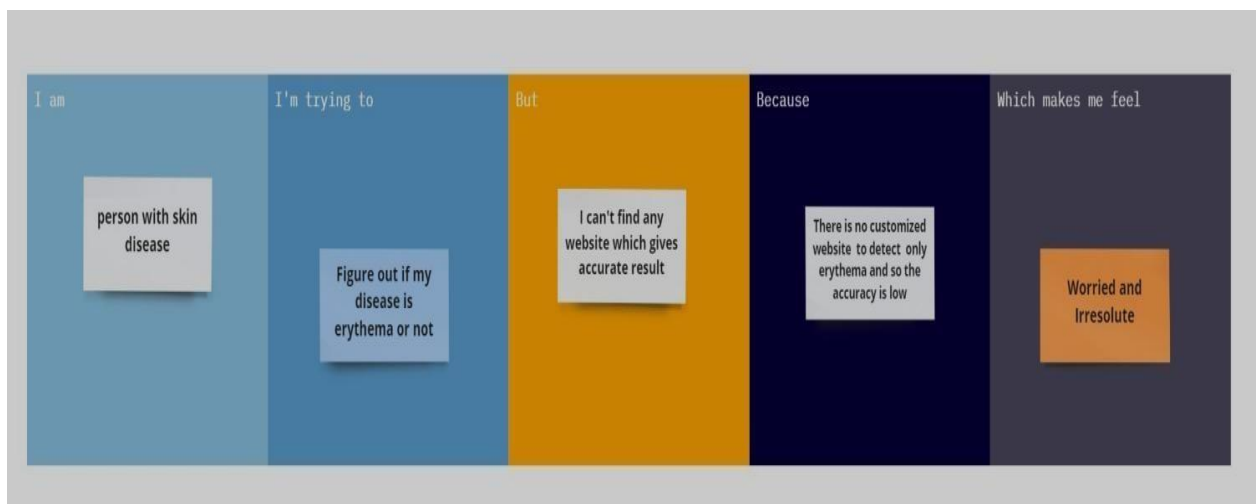 I am
person with skin
disease
I'm trying to
Figure out if my
disease is
erythema or not
But
I can't find any
website which gives
accurate result
Because
There is no customized
website to detect only
erythema and so the
accuracy is low
Which makes me feel
Worried and
Irresolute